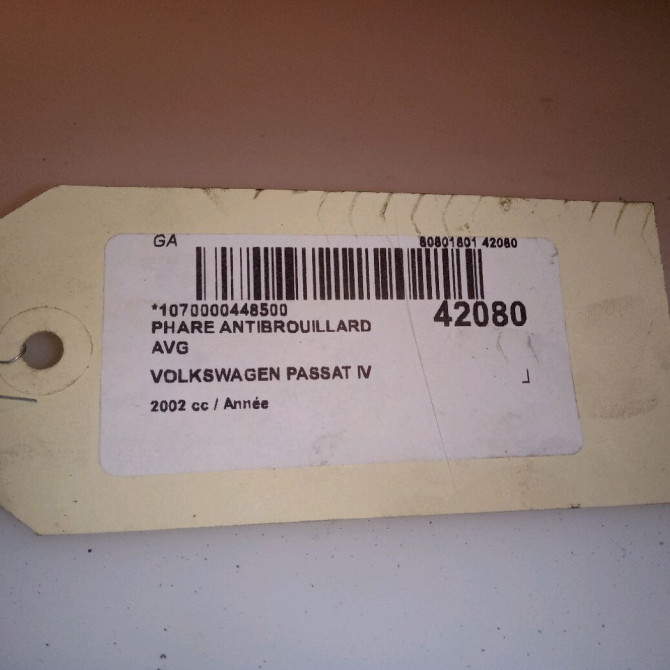 GA 80801801 42080
*1070000448500 42080
PHARE ANTIBROUILLARD
AVG
VOLKSWAGEN PASSAT IV
2002 cc / Année